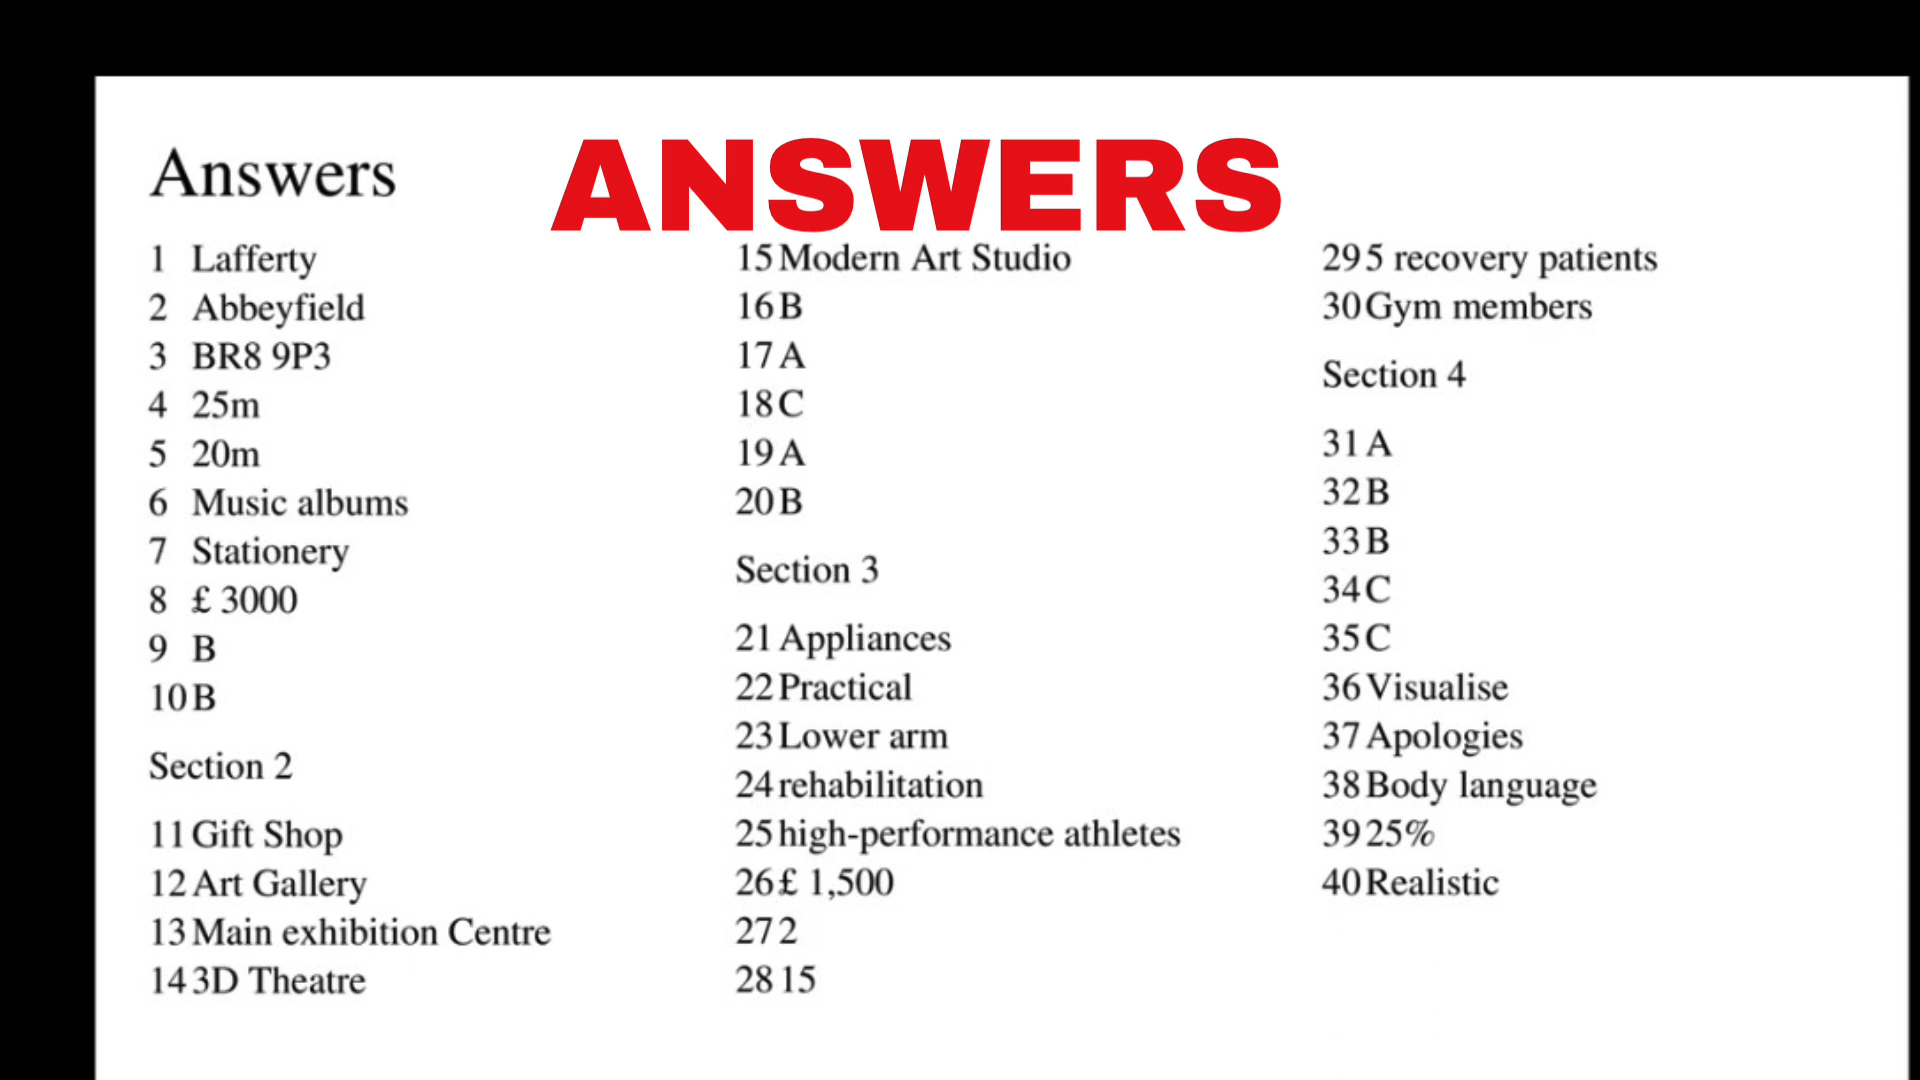 Answers
ANSWERS
1 Lafferty
2 Abbeyfield
3 BR8 9P3
4 25m
5 20m
6 Music albums
7 Stationery
8 £ 3000
9 B
10 B
Section 2
11 Gift Shop
12 Art Gallery
13 Main exhibition Centre
14 3D Theatre
15 Modern Art Studio
16 B
17 A
18 C
19 A
20 B
Section 3
21 Appliances
22 Practical
23 Lower arm
24 rehabilitation
25 high-performance athletes
26 £ 1,500
27 2
28 15
29 5 recovery patients
30 Gym members
Section 4
31 A
32 B
33 B
34 C
35 C
36 Visualise
37 Apologies
38 Body language
39 25%
40 Realistic